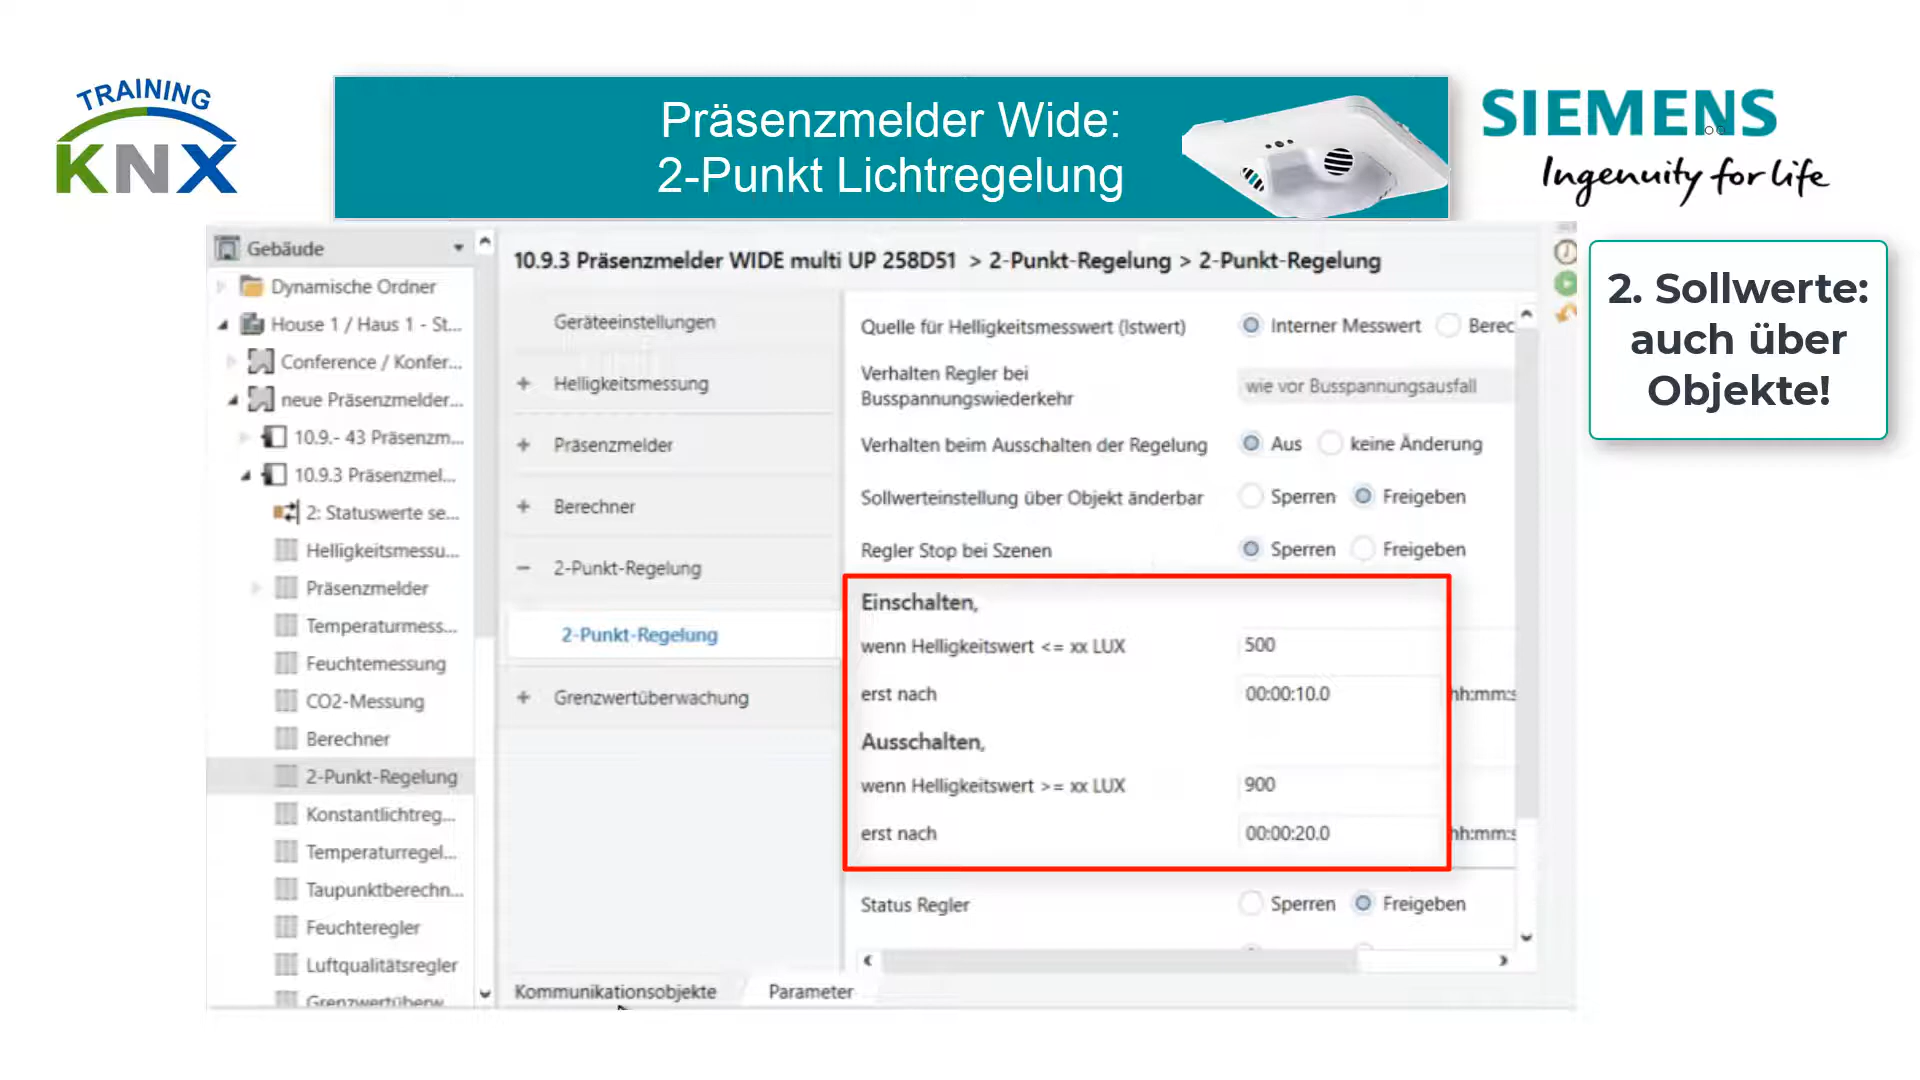 TRAINING
KNX
Präsenzmelder Wide:
2-Punkt Lichtregelung
SIEMENS
Ingenuity for life
2. Sollwerte:
auch über
Objekte!
Gebäude
Dynamische Ordner
House 1 / Haus 1 - St...
Conference / Konfer...
neue Präsenzmelder...
10.9.- 43 Präsenzm...
10.9.3 Präsenzmel...
2: Statuswerte se...
Helligkeitsmessu...
Präsenzmelder
Temperaturmess...
Feuchtemessung
CO2-Messung
Berechner
2-Punkt-Regelung
Konstantlichtreg...
Temperaturregel...
Taupunktberechn...
Feuchteregler
Luftqualitätsregler
Grenzwertüberw...
10.9.3 Präsenzmelder WIDE multi UP 258D51 > 2-Punkt-Regelung > 2-Punkt-Regelung
Geräteeinstellungen
+ Helligkeitsmessung
+ Präsenzmelder
+ Berechner
− 2-Punkt-Regelung
2-Punkt-Regelung
+ Grenzwertüberwachung
Quelle für Helligkeitsmesswert (Istwert) Interner Messwert Berec
Verhalten Regler bei
Busspannungswiederkehr
wie vor Busspannungsausfall
Verhalten beim Ausschalten der Regelung Aus keine Änderung
Sollwerteinstellung über Objekt änderbar Sperren Freigeben
Regler Stop bei Szenen Sperren Freigeben
Einschalten,
wenn Helligkeitswert <= xx LUX 500
erst nach 00:00:10.0 hh:mm:s
Ausschalten,
wenn Helligkeitswert >= xx LUX 900
erst nach 00:00:20.0 hh:mm:s
Status Regler Sperren Freigeben
Kommunikationsobjekte Parameter